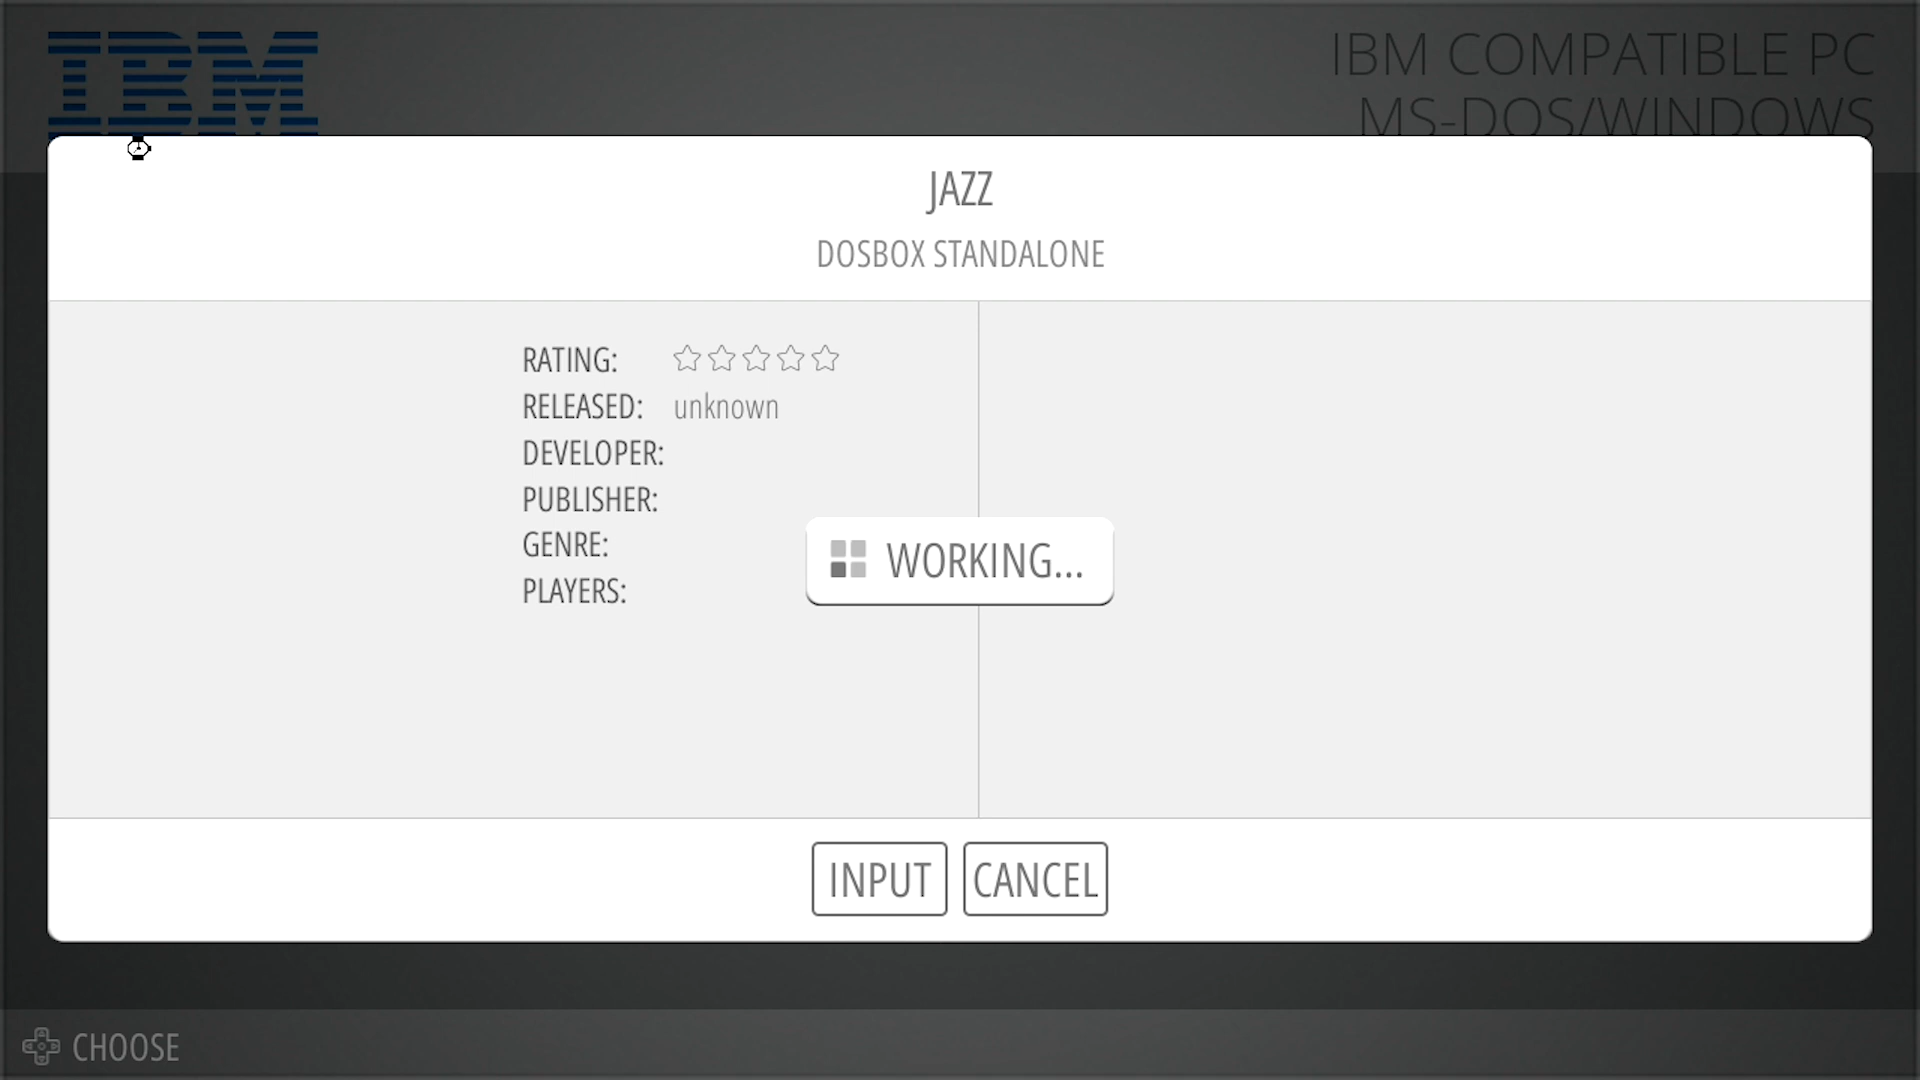 IBM
IBM COMPATIBLE PC
MS-DOS/WINDOWS
JAZZ
DOSBOX STANDALONE
RATING:
RELEASED: unknown
DEVELOPER:
PUBLISHER:
GENRE:
PLAYERS:
WORKING...
INPUT CANCEL
CHOOSE